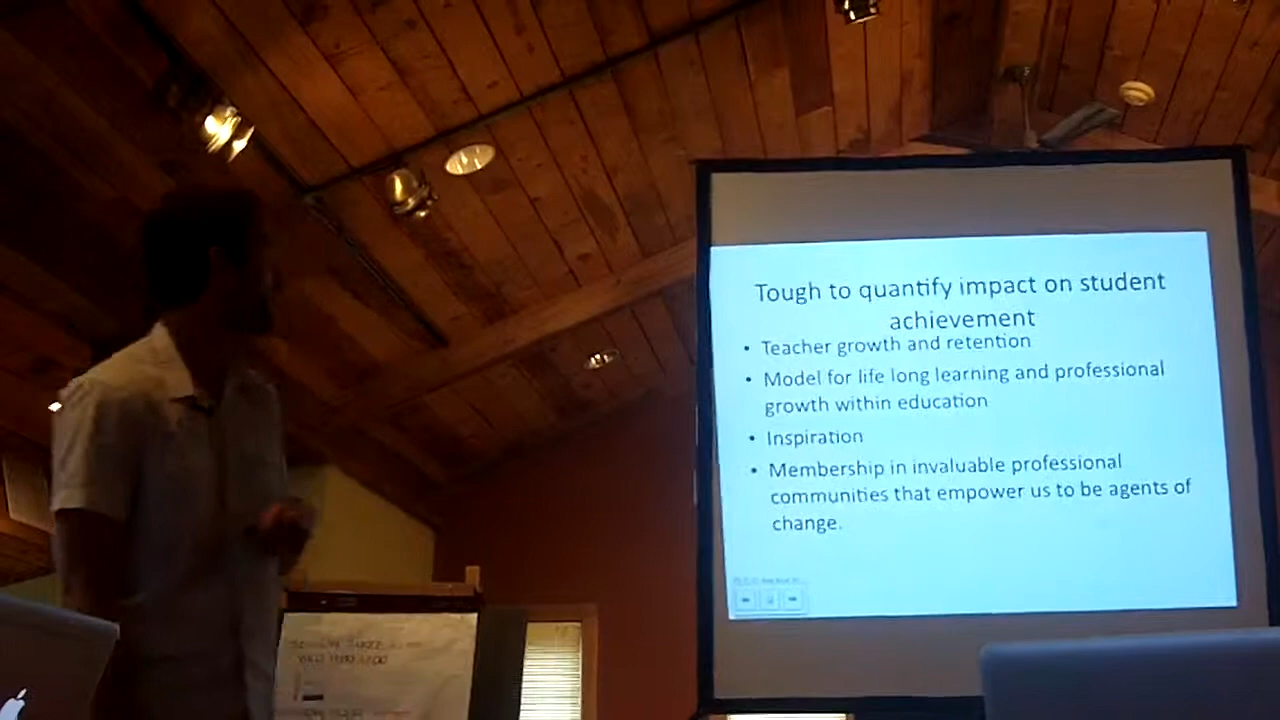 Tough to quantify impact on student
achievement
• Teacher growth and retention
• Model for life long learning and professional
growth within education
• Inspiration
• Membership in invaluable professional
communities that empower us to be agents of
change.